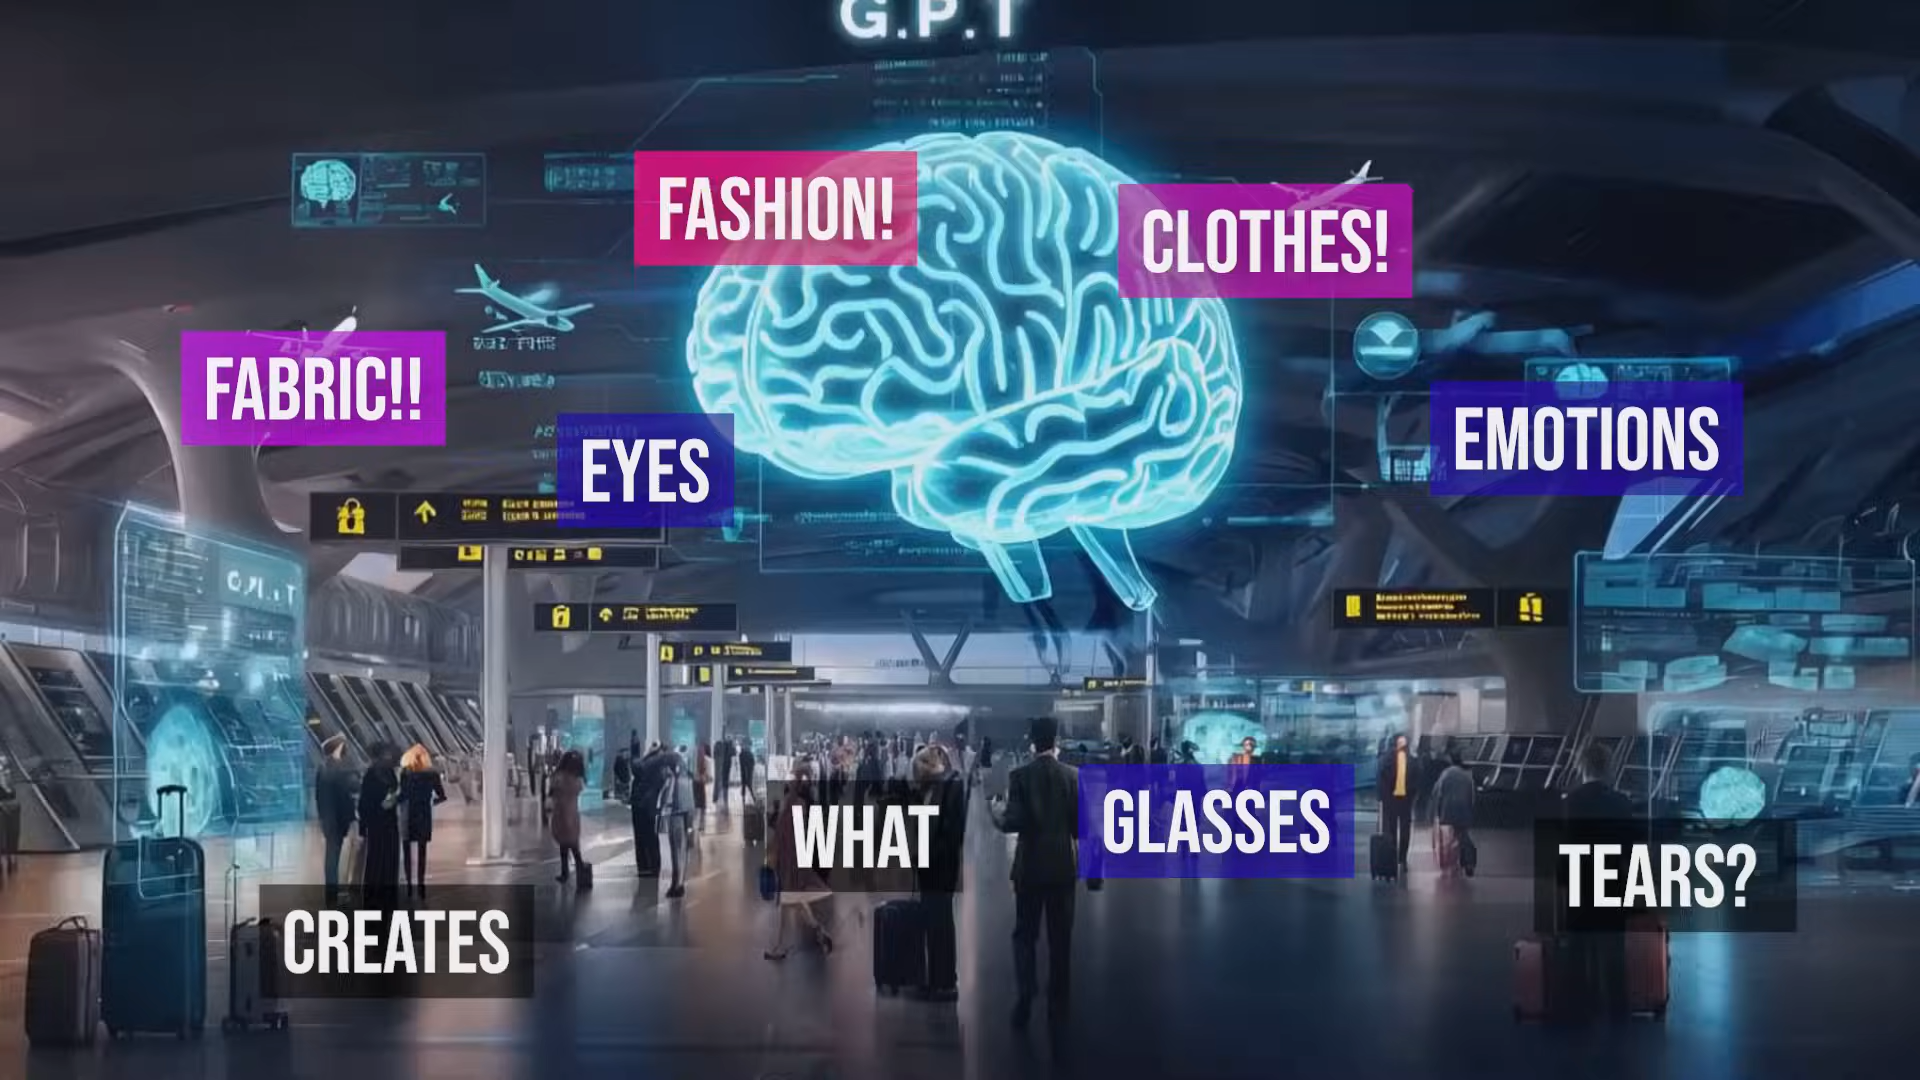 G.P.T
FASHION!
CLOTHES!
FABRIC!!
EYES
EMOTIONS
WHAT
GLASSES
TEARS?
CREATES